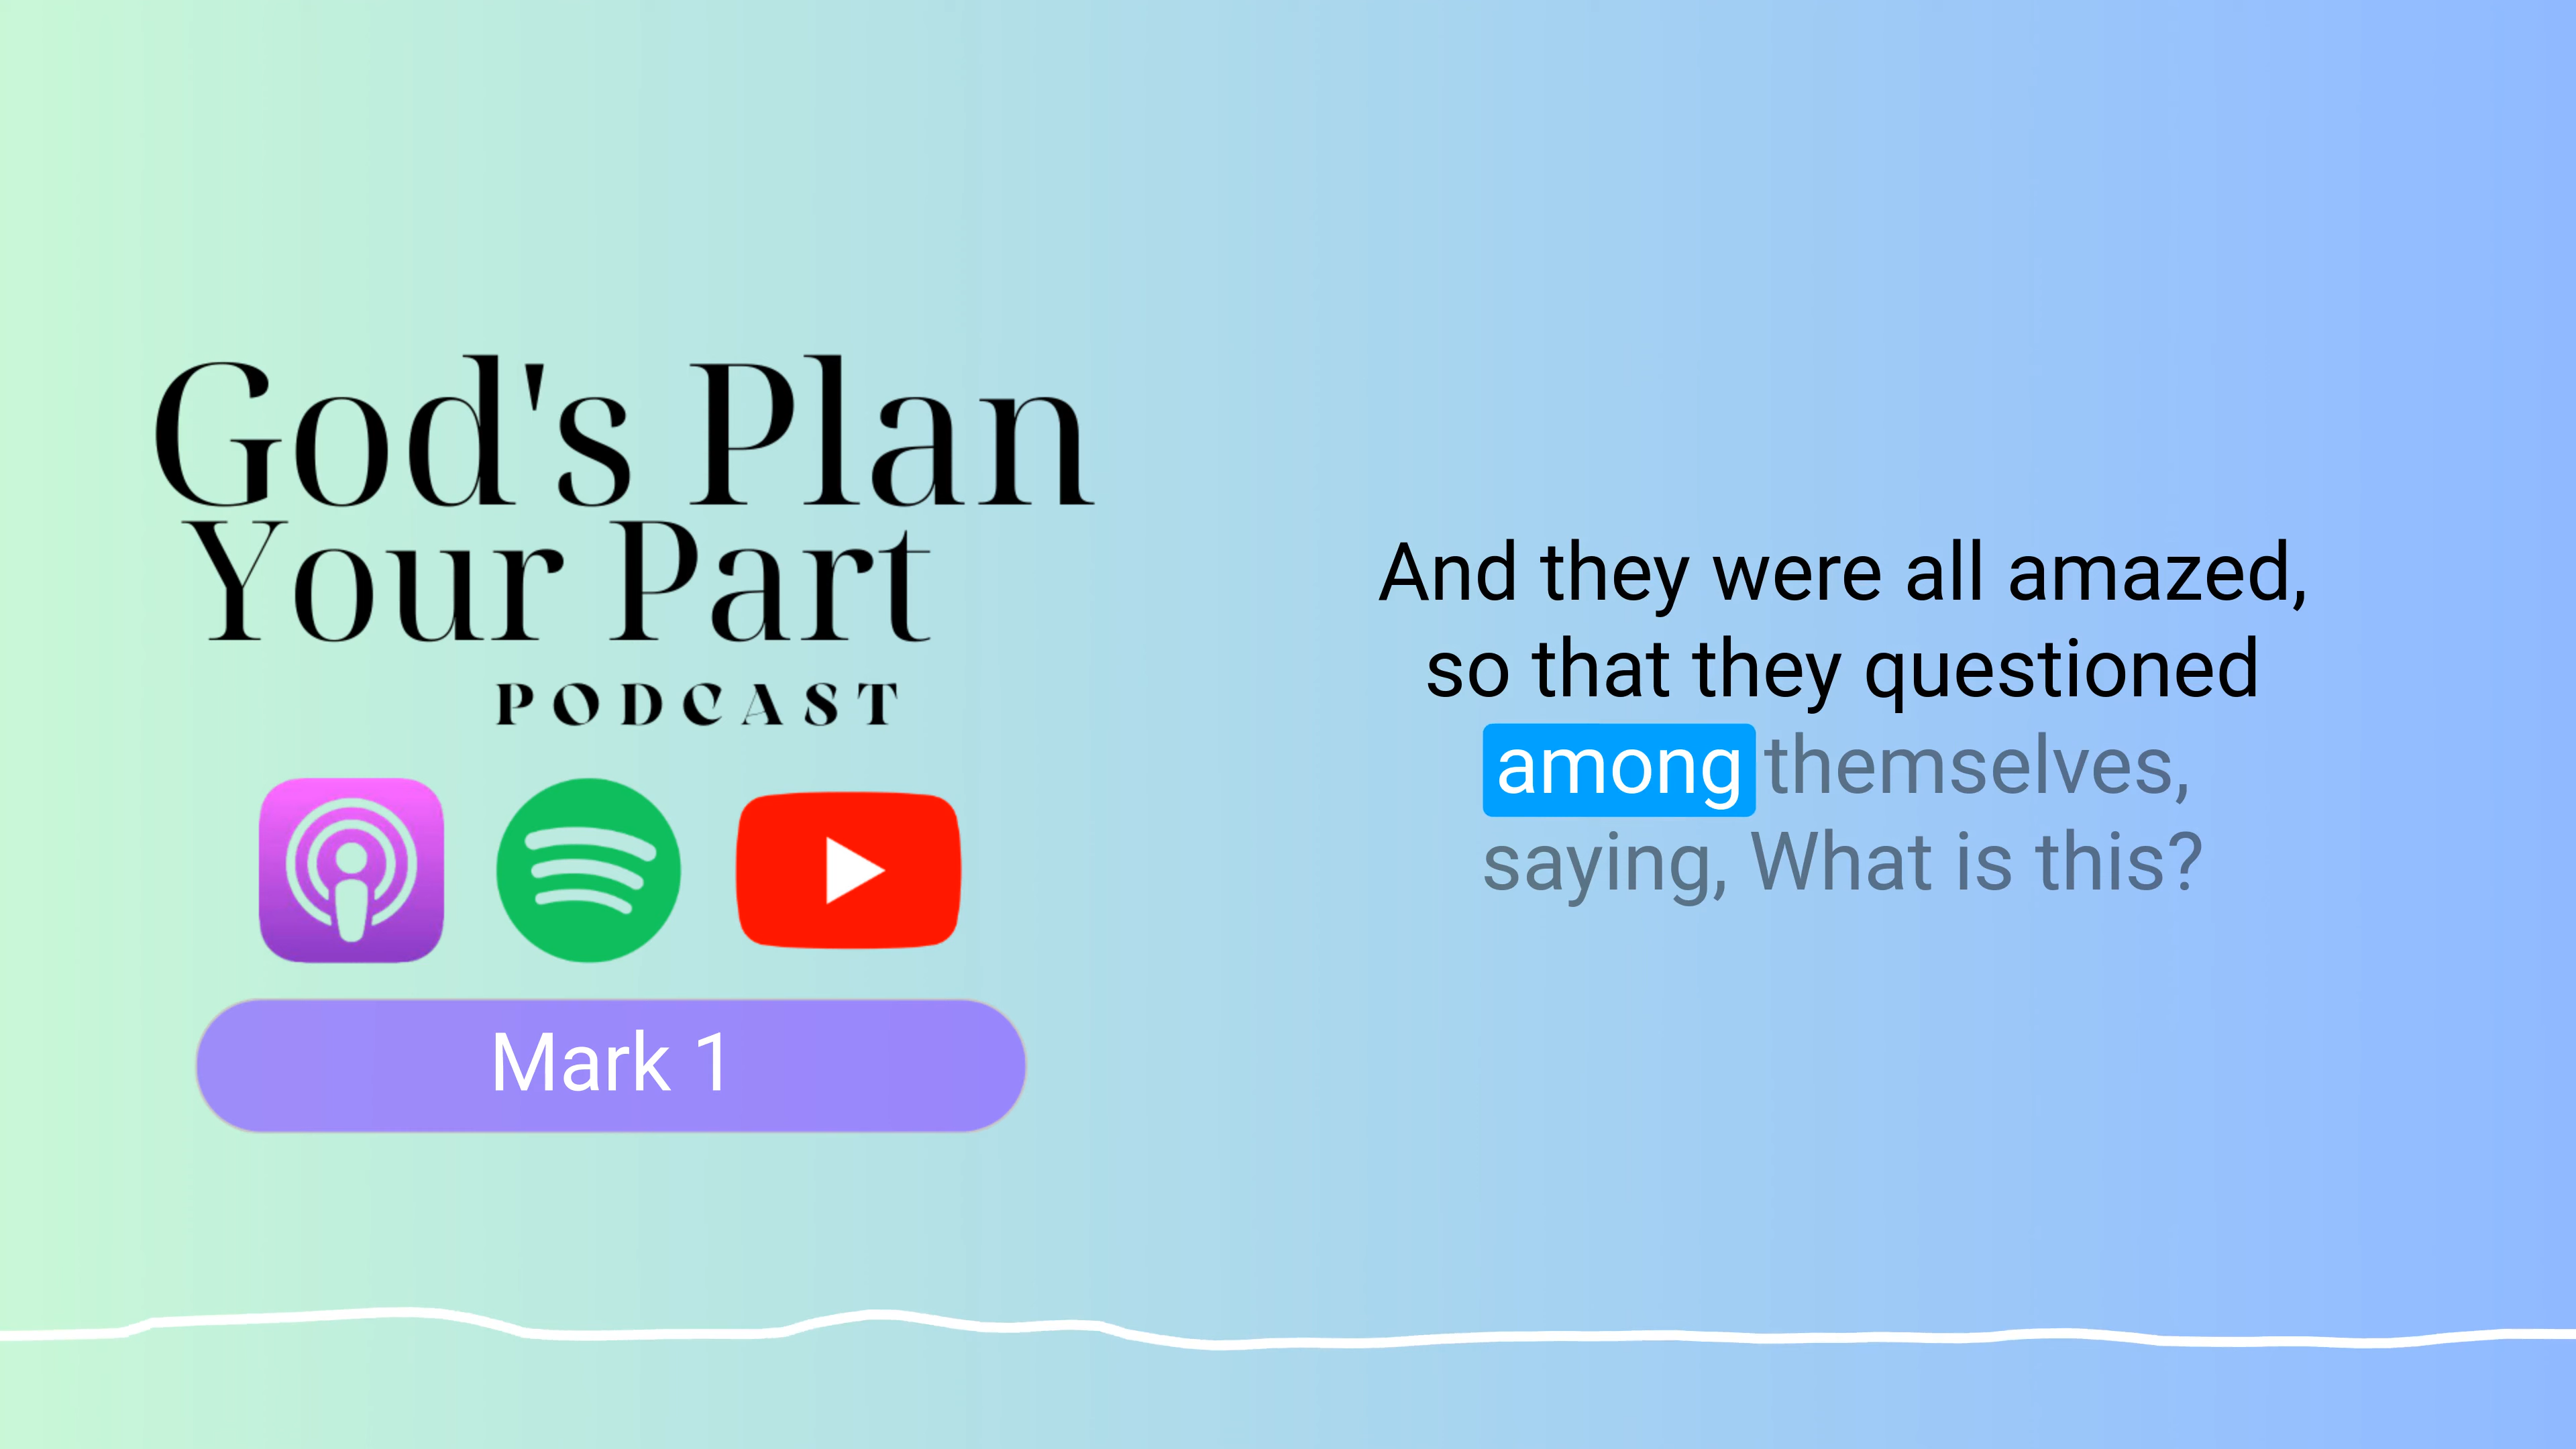 God's Plan
Your Part
PODCAST
Mark 1
And they were all amazed,
so that they questioned
among themselves,
saying, What is this?